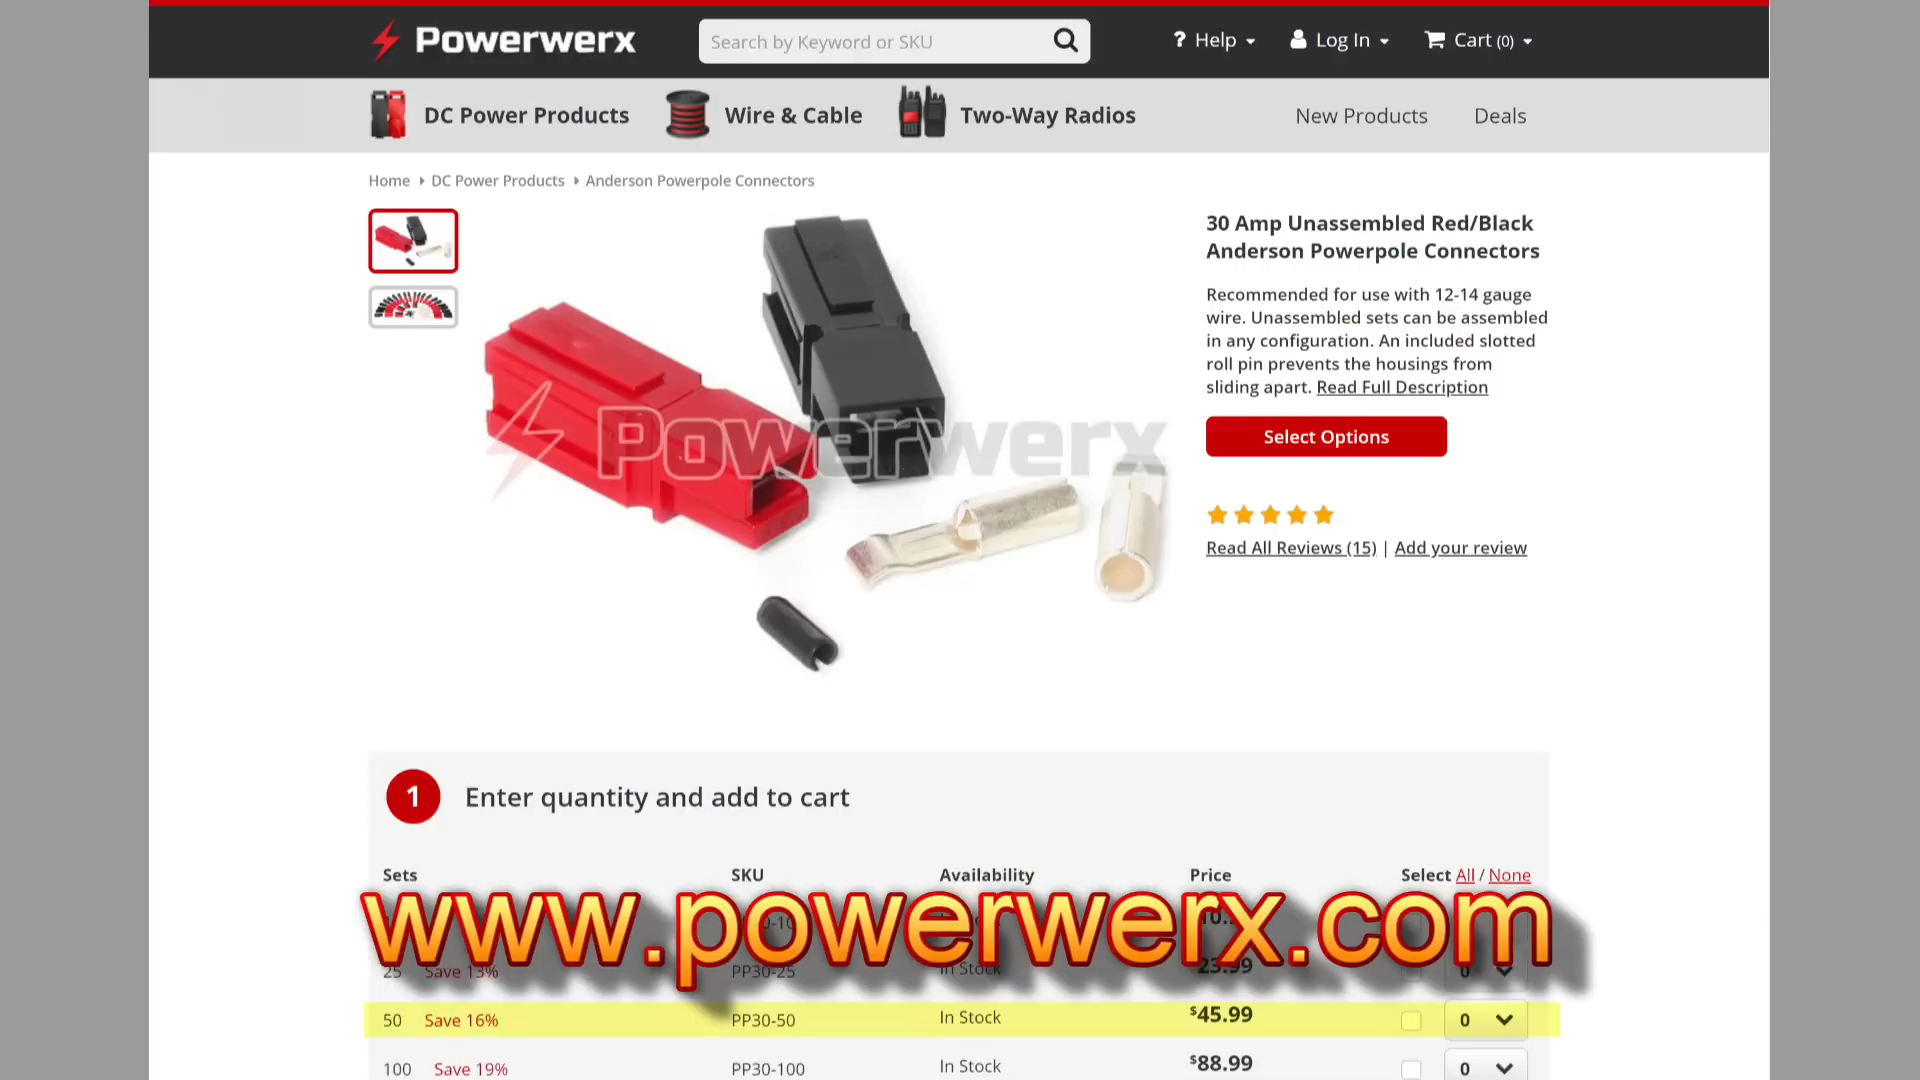 Powerwerx
Search by Keyword or SKU
? Help
Log In
Cart (0)
DC Power Products
Wire & Cable
Two-Way Radios
New Products
Deals
Home
DC Power Products
Anderson Powerpole Connectors
30 Amp Unassembled Red/Black
Anderson Powerpole Connectors
Recommended for use with 12-14 gauge
wire. Unassembled sets can be assembled
in any configuration. An included slotted
roll pin prevents the housings from
sliding apart. Read Full Description
Select Options
Powerwerx
Read All Reviews (15) | Add your review
1 Enter quantity and add to cart
Sets SKU Availability Price Select All / None
www.powerwerx.com
25 Save 13% PP30-25 In Stock 23.99 0
50 Save 16% PP30-50 In Stock $45.99 0
100 Save 19% PP30-100 In Stock $88.99 0